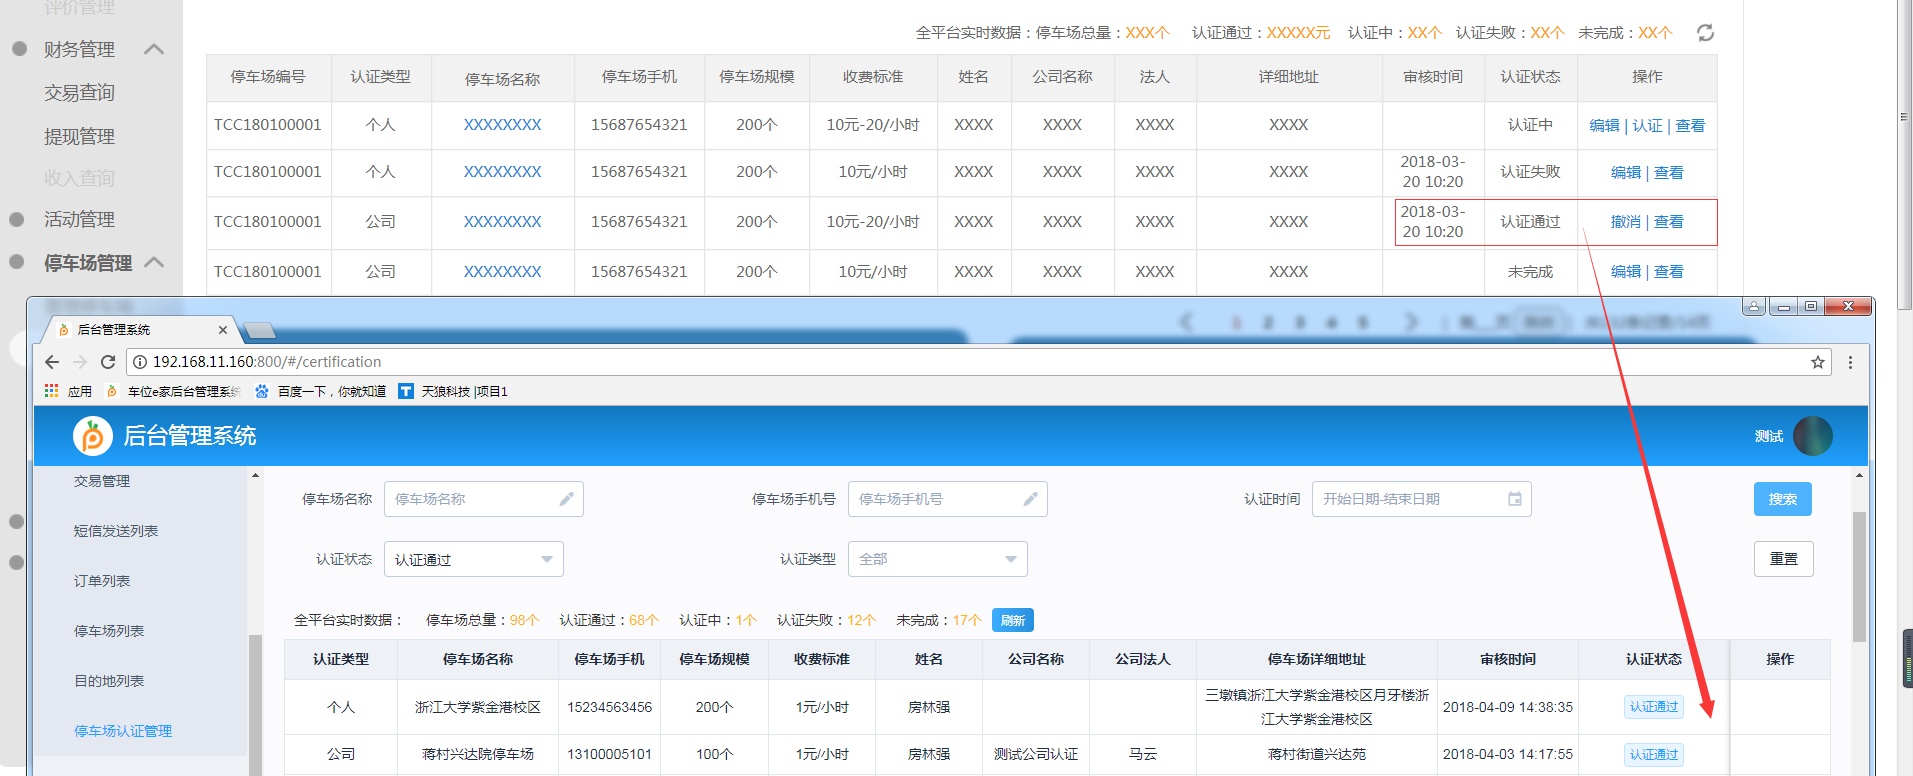 评价管理
财务管理
交易查询
提现管理
收入查询
活动管理
停车场管理
全平台实时数据：停车场总量：XXX个 认证通过：XXXXX元 认证中：XX个 认证失败：XX个 未完成：XX个
停车场编号 认证类型 停车场名称 停车场手机 停车场规模 收费标准 姓名 公司名称 法人 详细地址 审核时间 认证状态 操作
TCC180100001 个人 XXXXXXXX 15687654321 200个 10元-20/小时 XXXX XXXX XXXX XXXX 认证中 编辑 | 认证 | 查看
TCC180100001 个人 XXXXXXXX 15687654321 200个 10元/小时 XXXX XXXX XXXX XXXX 2018-03-20 10:20 认证失败 编辑 | 查看
TCC180100001 公司 XXXXXXXX 15687654321 200个 10元-20/小时 XXXX XXXX XXXX XXXX 2018-03-20 10:20 认证通过 撤消 | 查看
TCC180100001 公司 XXXXXXXX 15687654321 200个 10元/小时 XXXX XXXX XXXX XXXX 未完成 编辑 | 查看
1 2 3 4 5
后台管理系统
192.168.11.160:800/#/certification
应用 车位e家后台管理系统 百度一下，你就知道 天狼科技 |项目1
后台管理系统
测试
交易管理
短信发送列表
订单列表
停车场列表
目的地列表
停车场认证管理
停车场名称 停车场名称 停车场手机号 停车场手机号 认证时间 开始日期-结束日期 搜索
认证状态 认证通过 认证类型 全部 重置
全平台实时数据： 停车场总量：98个 认证通过：68个 认证中：1个 认证失败：12个 未完成：17个 刷新
认证类型 停车场名称 停车场手机 停车场规模 收费标准 姓名 公司名称 公司法人 停车场详细地址 审核时间 认证状态 操作
个人 浙江大学紫金港校区 15234563456 200个 1元/小时 房林强 三墩镇浙江大学紫金港校区月牙楼浙江大学紫金港校区 2018-04-09 14:38:35 认证通过
公司 蒋村兴达院停车场 13100005101 100个 1元/小时 房林强 测试公司认证 马云 蒋村街道兴达苑 2018-04-03 14:17:55 认证通过